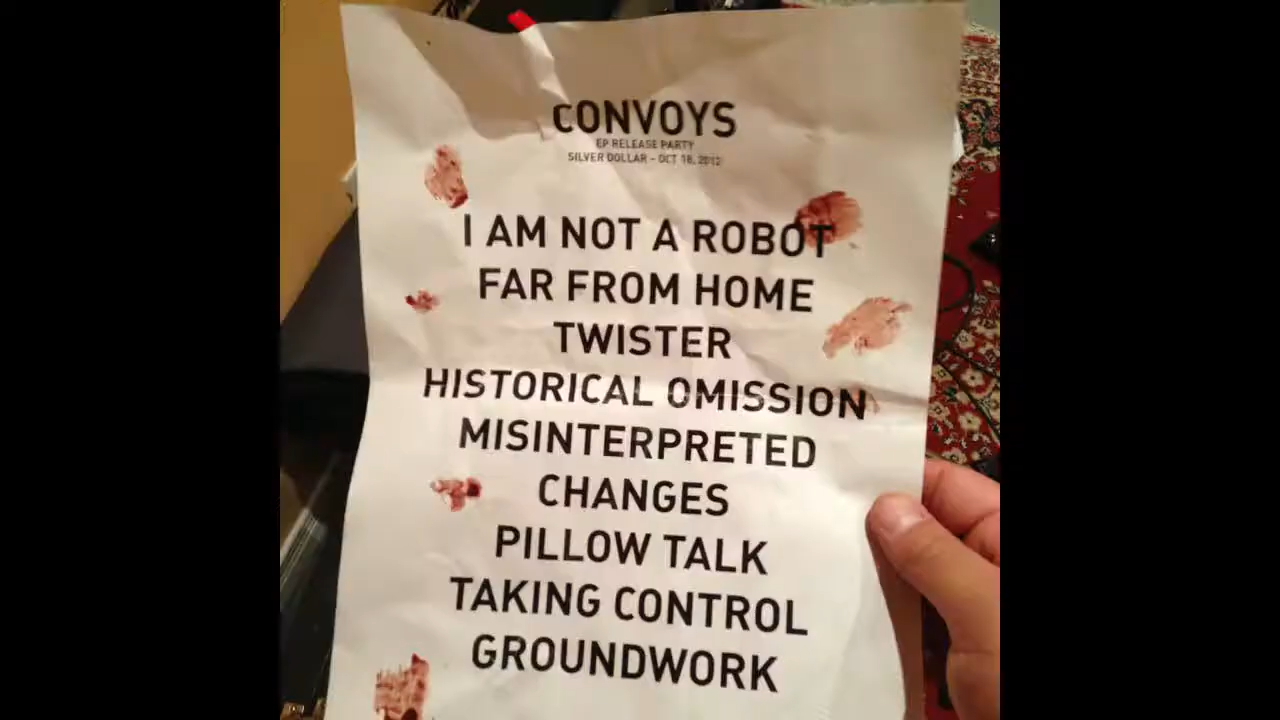 CONVOYS
EP RELEASE PARTY
SILVER DOLLAR - OCT 18, 2012
I AM NOT A ROBOT
FAR FROM HOME
TWISTER
HISTORICAL OMISSION
MISINTERPRETED
CHANGES
PILLOW TALK
TAKING CONTROL
GROUNDWORK